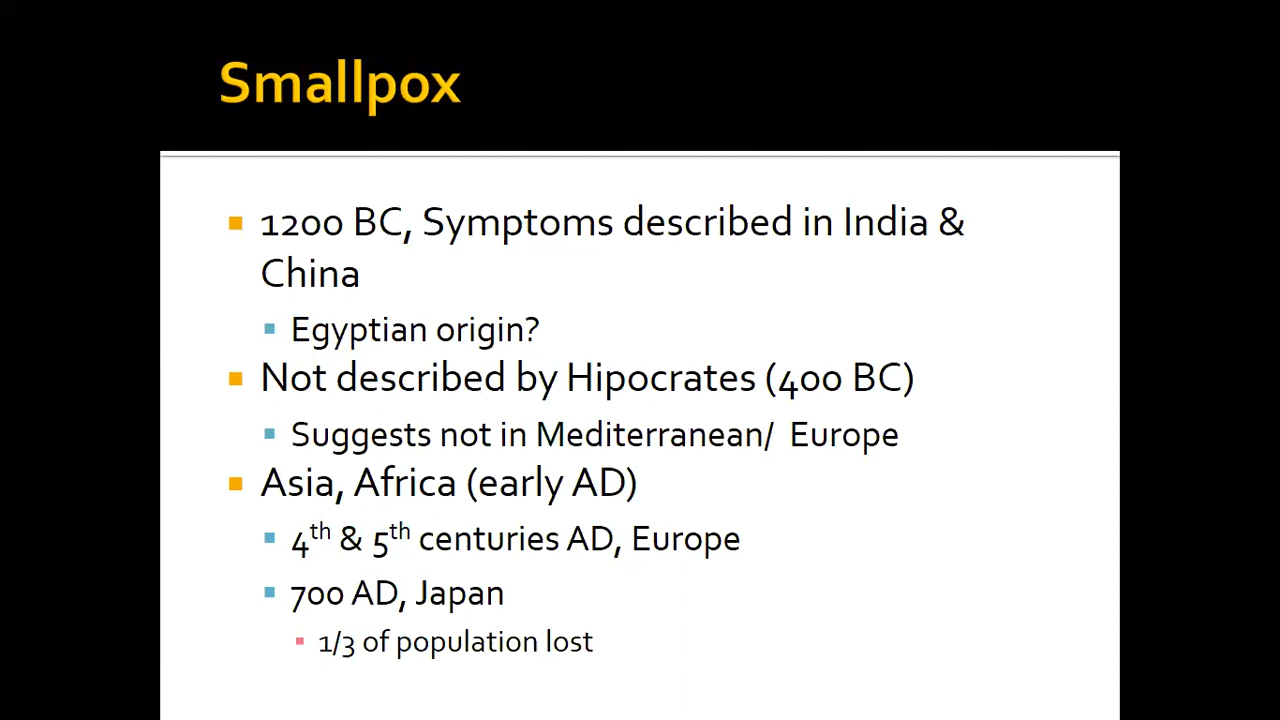 Smallpox
1200 BC, Symptoms described in India &
China
Egyptian origin?
Not described by Hipocrates (400 BC)
Suggests not in Mediterranean/ Europe
Asia, Africa (early AD)
4th & 5th centuries AD, Europe
700 AD, Japan
1/3 of population lost